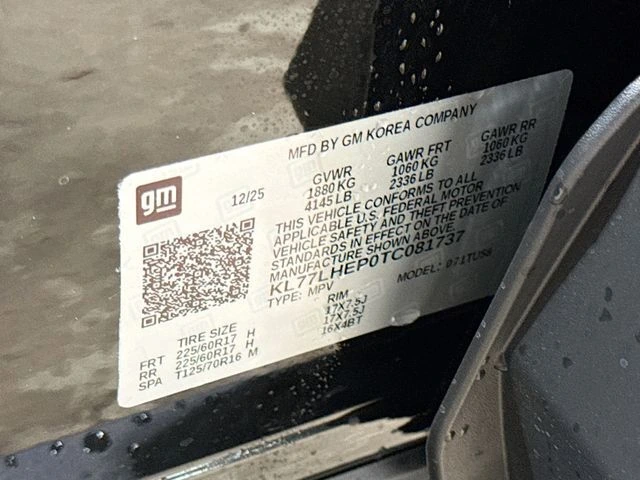 MFD BY GM KOREA COMPANY
gm
12/25
GVWR GAWR FRT GAWR RR
1880 KG 1060 KG 1060 KG
4145 LB 2336 LB 2336 LB
THIS VEHICLE CONFORMS TO ALL
APPLICABLE U.S. FEDERAL MOTOR
VEHICLE SAFETY AND THEFT PREVENTION
STANDARDS IN EFFECT ON THE DATE OF
MANUFACTURE SHOWN ABOVE.
KL77LHEP0TC081737
TYPE: MPV MODEL:
TIRE SIZE RIM
FRT 225/60R17 H 17X7.5J
RR 225/60R17 H 17X7.5J
SPA T125/70R16 M 16X4BT